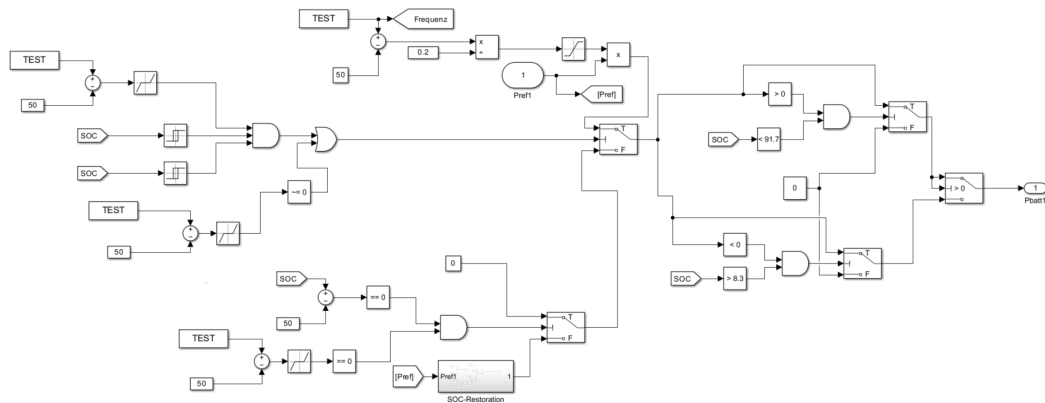 TEST
Frequenz
+
−
x
÷
0.2
50
x
1
Pref1
[Pref]
TEST
+
−
50
SOC
SOC
TEST
+
−
50
~= 0
T
F
> 0
SOC
< 91.7
T
F
0
> 0
1
Pbatt1
< 0
SOC
> 8.3
T
F
SOC
+
−
50
== 0
0
T
F
TEST
+
−
50
== 0
[Pref]
Pref1
1
SOC-Restoration